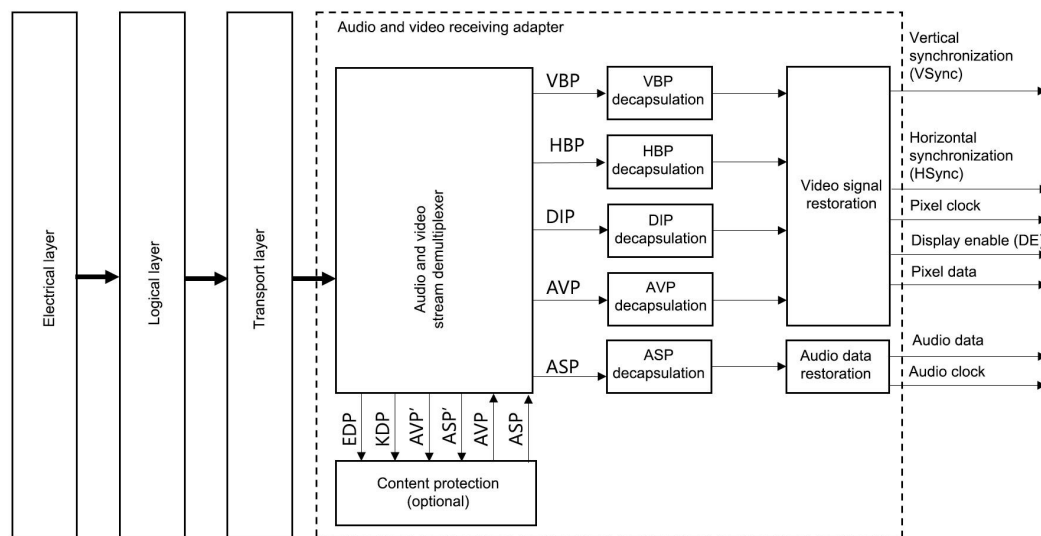 Electrical layer
Logical layer
Transport layer
Audio and video receiving adapter
Audio and video
stream demultiplexer
VBP
HBP
DIP
AVP
ASP
VBP
decapsulation
HBP
decapsulation
DIP
decapsulation
AVP
decapsulation
ASP
decapsulation
Video signal
restoration
Audio data
restoration
Vertical
synchronization
(VSync)
Horizontal
synchronization
(HSync)
Pixel clock
Display enable (DE)
Pixel data
Audio data
Audio clock
EDP
KDP
AVP′
ASP′
AVP
ASP
Content protection
(optional)